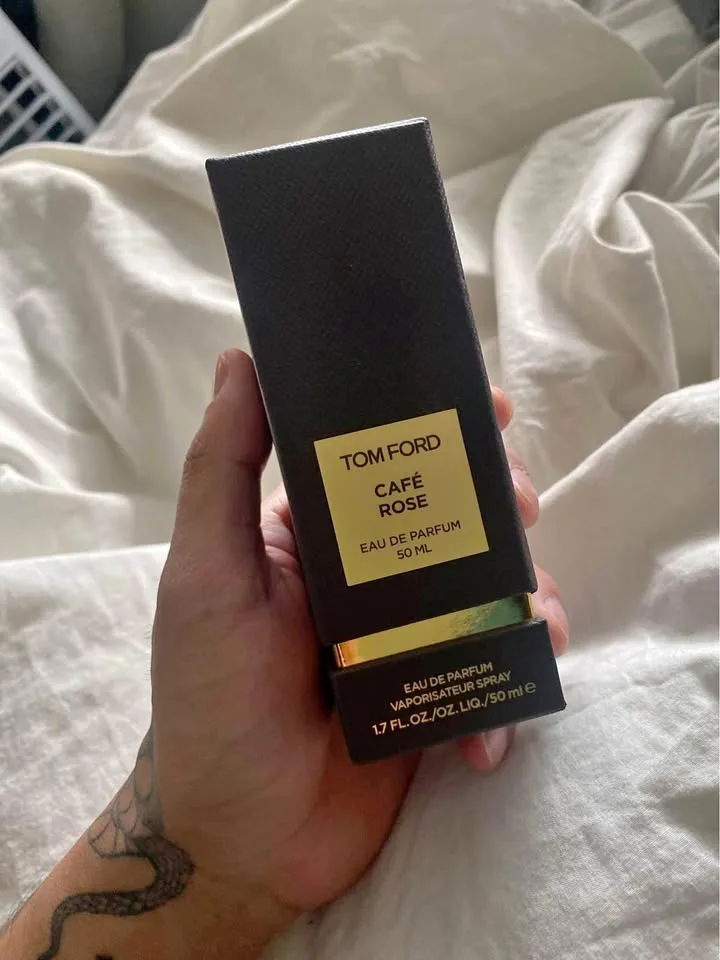 TOM FORD
CAFÉ
ROSE
EAU DE PARFUM
50 ML
EAU DE PARFUM
VAPORISATEUR SPRAY
1.7 FL. OZ./OZ. LIQ./50 ml ℮